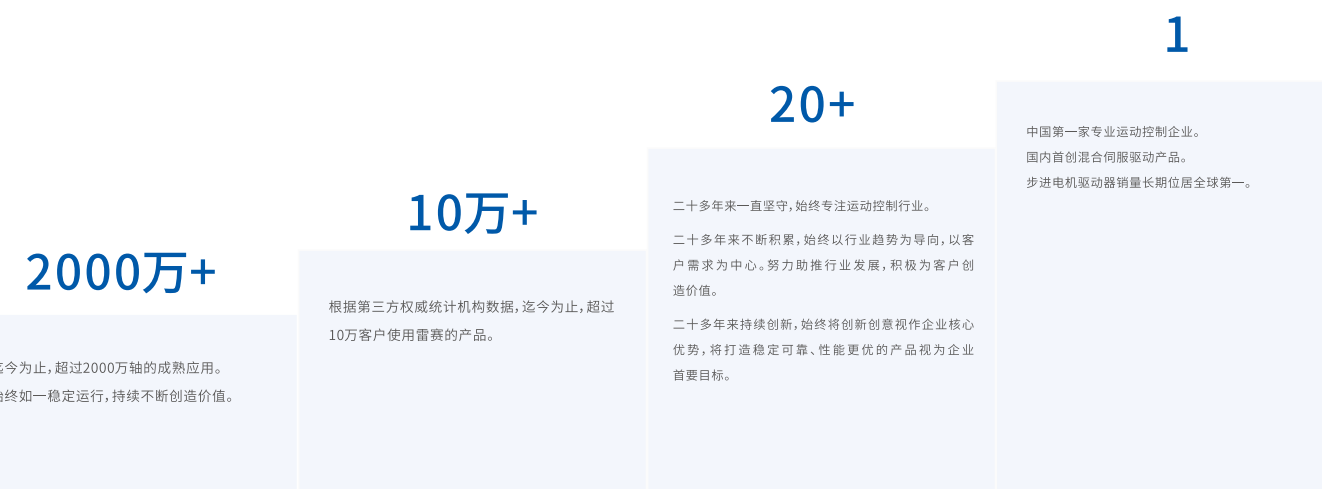 2000万+
今为止，超过2000万轴的成熟应用。
终如一稳定运行，持续不断创造价值。
10万+
根据第三方权威统计机构数据，迄今为止，超过
10万客户使用雷赛的产品。
20+
二十多年来一直坚守，始终专注运动控制行业。
二十多年来不断积累，始终以行业趋势为导向，以客
户需求为中心。努力助推行业发展，积极为客户创
造价值。
二十多年来持续创新，始终将创新创意视作企业核心
优势，将打造稳定可靠、性能更优的产品视为企业
首要目标。
1
中国第一家专业运动控制企业。
国内首创混合伺服驱动产品。
步进电机驱动器销量长期位居全球第一。